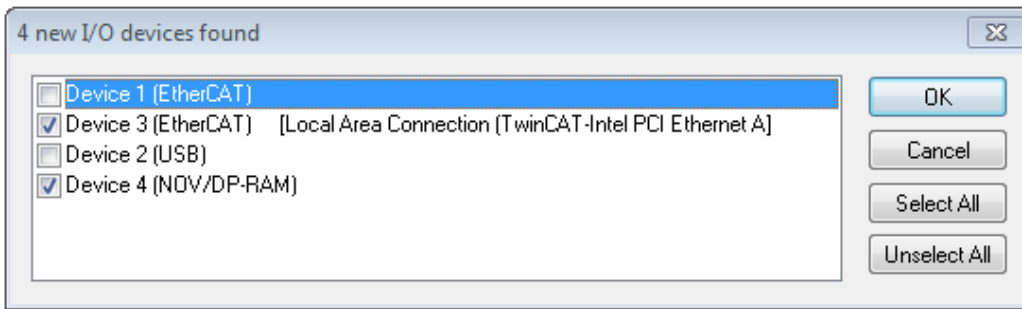 4 new I/O devices found
Device 1 (EtherCAT)
Device 3 (EtherCAT) [Local Area Connection (TwinCAT-Intel PCI Ethernet A]
Device 2 (USB)
Device 4 (NOV/DP-RAM)
OK
Cancel
Select All
Unselect All